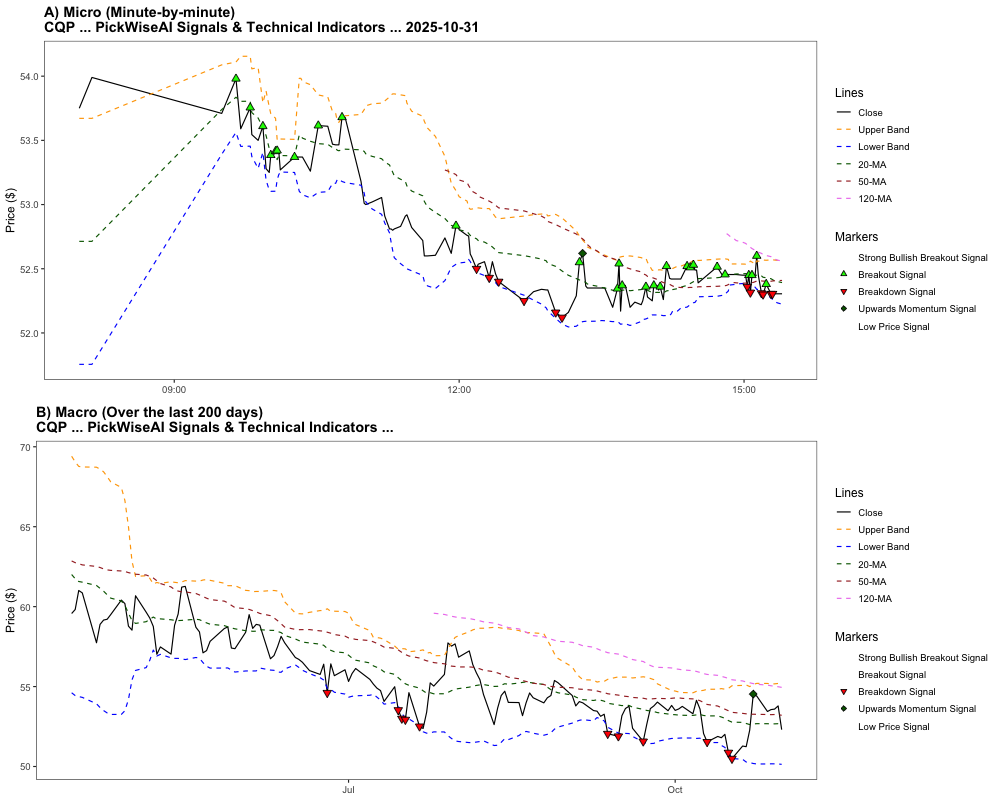 A) Micro (Minute-by-minute)
CQP ... PickWiseAI Signals & Technical Indicators ... 2025-10-31
Price ($)
54.0
53.5
53.0
52.5
52.0
09:00
12:00
15:00
Lines
Close
Upper Band
Lower Band
20-MA
50-MA
120-MA
Markers
Strong Bullish Breakout Signal
Breakout Signal
Breakdown Signal
Upwards Momentum Signal
Low Price Signal
B) Macro (Over the last 200 days)
CQP ... PickWiseAI Signals & Technical Indicators ...
Price ($)
70
65
60
55
50
Jul
Oct
Lines
Close
Upper Band
Lower Band
20-MA
50-MA
120-MA
Markers
Strong Bullish Breakout Signal
Breakout Signal
Breakdown Signal
Upwards Momentum Signal
Low Price Signal